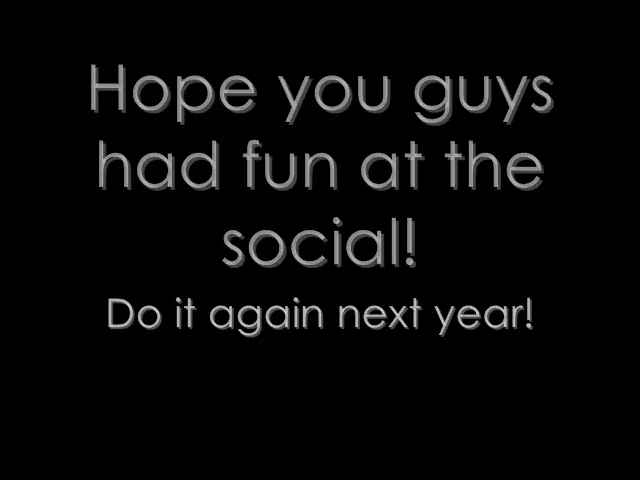 Hope you guys
had fun at the
social!
Do it again next year!